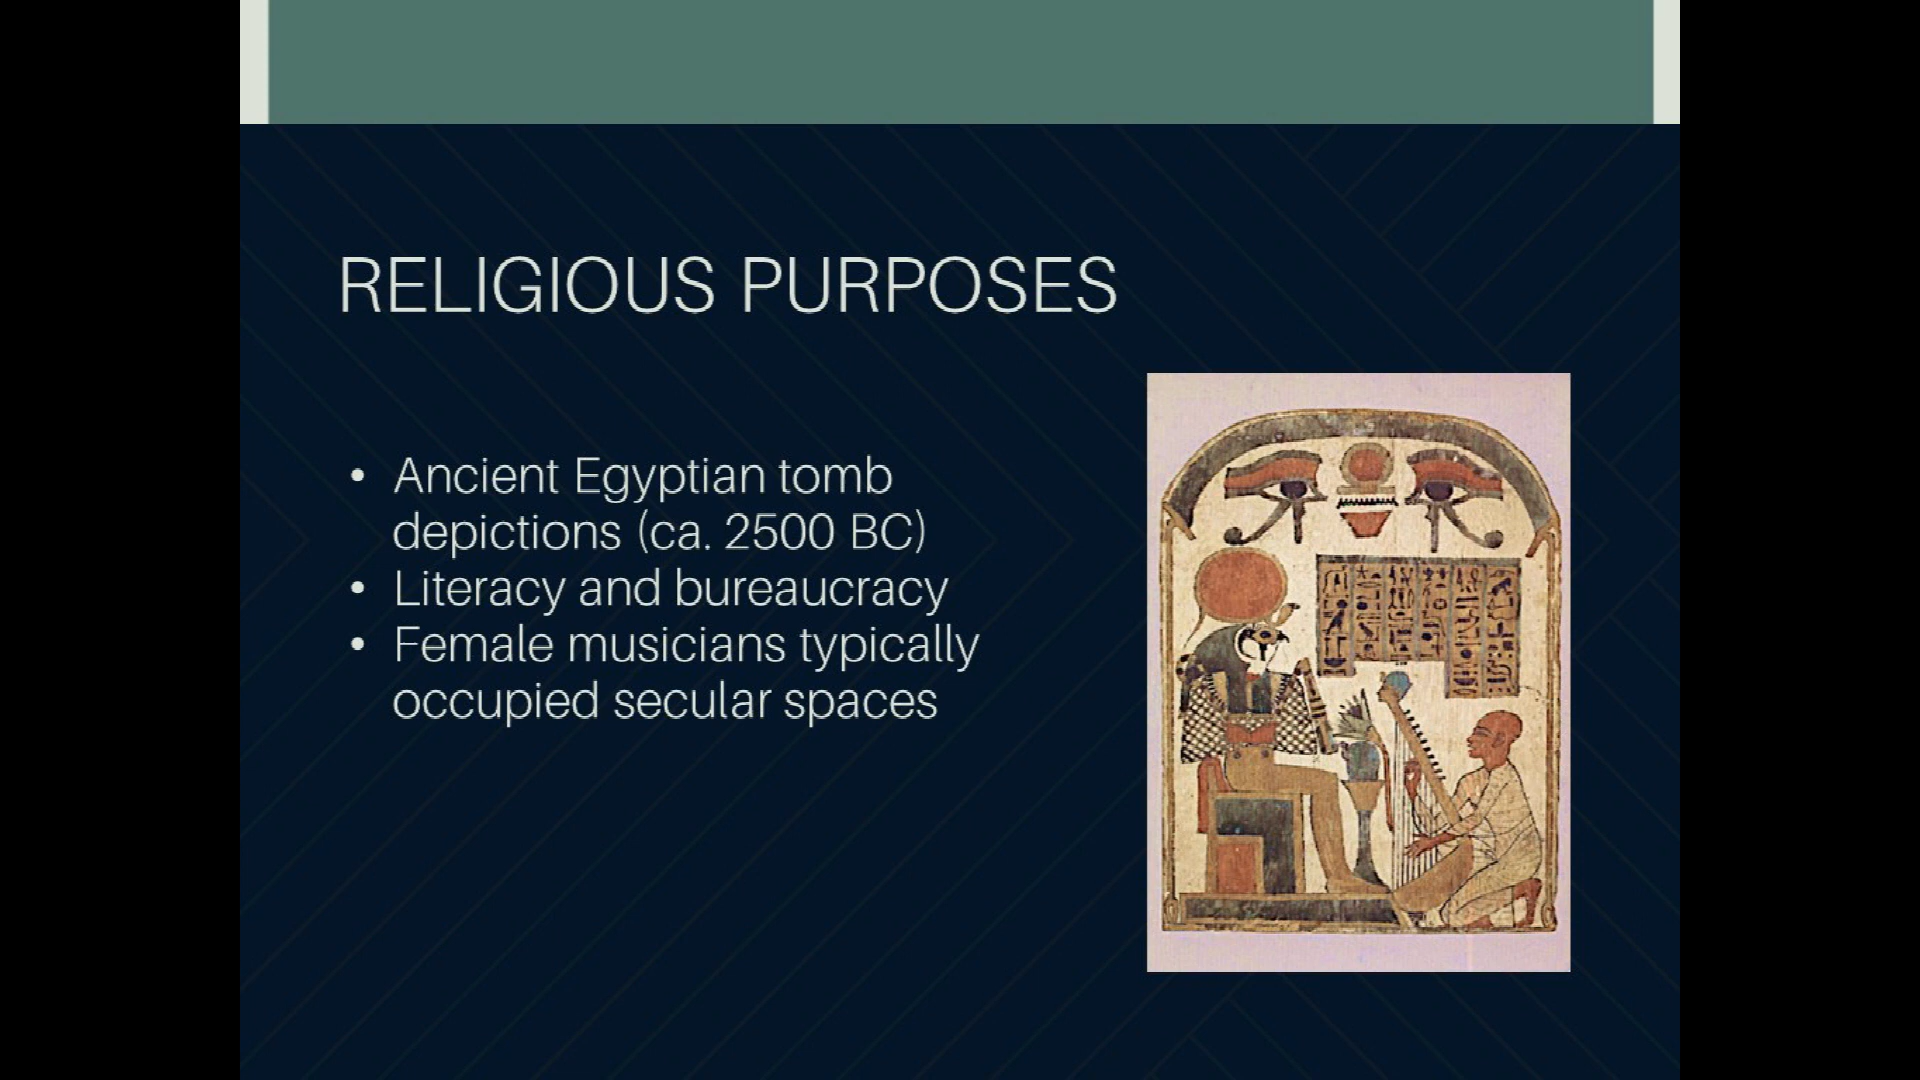 RELIGIOUS PURPOSES
• Ancient Egyptian tomb
depictions (ca. 2500 BC)
• Literacy and bureaucracy
• Female musicians typically
occupied secular spaces